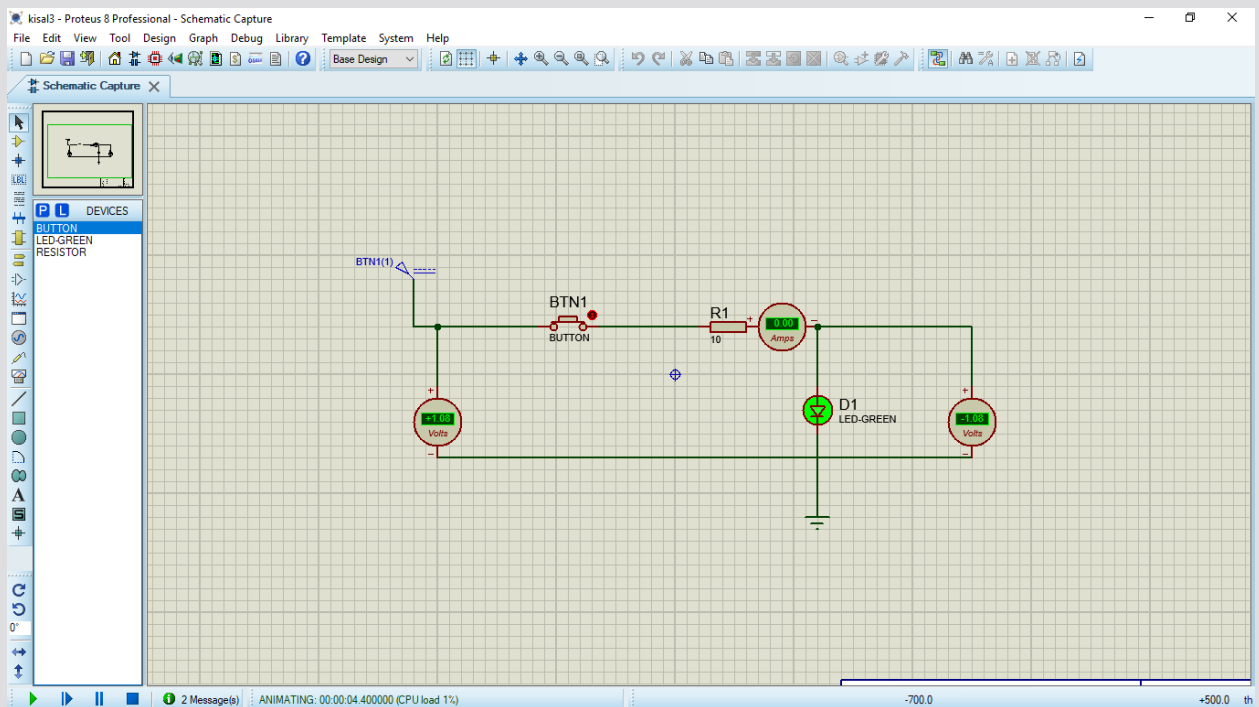 kisal3 - Proteus 8 Professional - Schematic Capture
File Edit View Tool Design Graph Debug Library Template System Help
Base Design
Schematic Capture
LBL
P L DEVICES
BUTTON
LED-GREEN
RESISTOR
A
S
0°
BTN1(1)
BTN1
BUTTON
R1
10
+
0.00
Amps
−
D1
LED-GREEN
+
+1.08
Volts
−
+
-1.08
Volts
−
2 Message(s)
ANIMATING: 00:00:04.400000 (CPU load 1%)
-700.0
+500.0
th